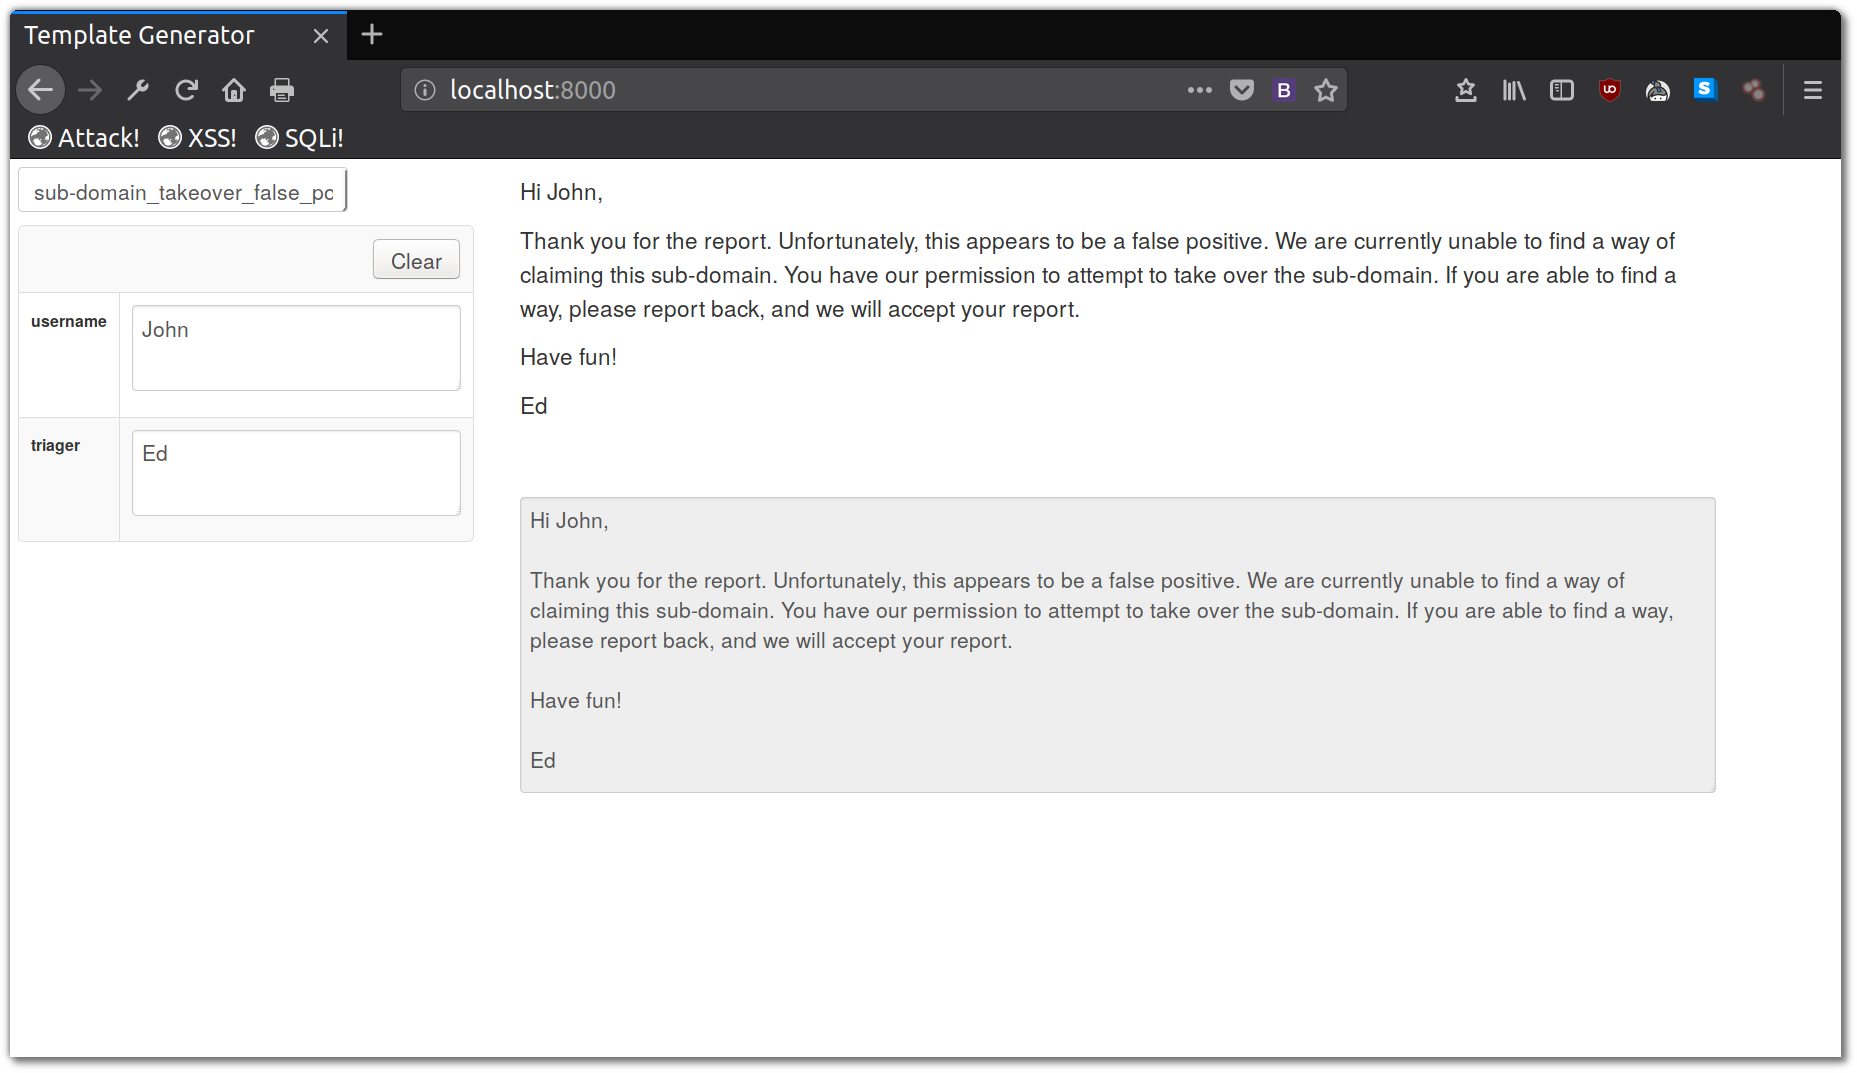 Template Generator
localhost:8000
B
UO
S
Attack! XSS! SQLi!
sub-domain_takeover_false_po
Clear
username
John
triager
Ed
Hi John,
Thank you for the report. Unfortunately, this appears to be a false positive. We are currently unable to find a way of
claiming this sub-domain. You have our permission to attempt to take over the sub-domain. If you are able to find a
way, please report back, and we will accept your report.
Have fun!
Ed
Hi John,
Thank you for the report. Unfortunately, this appears to be a false positive. We are currently unable to find a way of
claiming this sub-domain. You have our permission to attempt to take over the sub-domain. If you are able to find a way,
please report back, and we will accept your report.
Have fun!
Ed